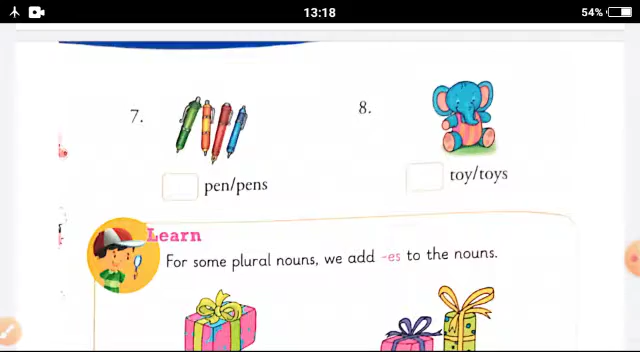 13:18
54%
7.
8.
pen/pens
toy/toys
Learn
For some plural nouns, we add -es to the nouns.